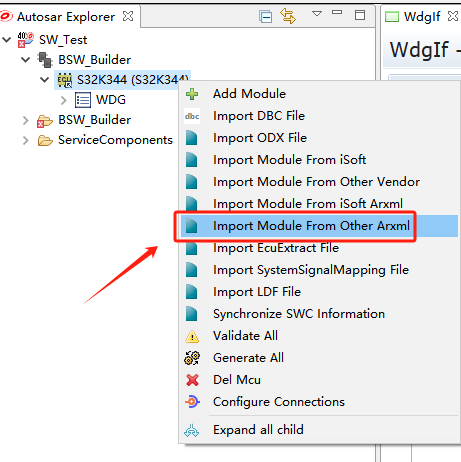 Autosar Explorer
WdgIf
SW_Test
BSW_Builder
WdgIf -
S32K344 (S32K344)
WDG
BSW_Builder
ServiceComponents
Add Module
dbc Import DBC File
Import ODX File
Import Module From iSoft
Import Module From Other Vendor
Import Module From iSoft Arxml
Import Module From Other Arxml
Import EcuExtract File
Import SystemSignalMapping File
Import LDF File
Synchronize SWC Information
Validate All
Generate All
Del Mcu
Configure Connections
Expand all child